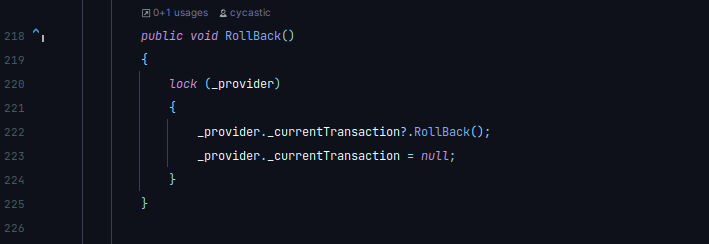 0+1 usages cycastic
218 public void RollBack()
219 {
220 lock (_provider)
221 {
222 _provider._currentTransaction?.RollBack();
223 _provider._currentTransaction = null;
224 }
225 }
226